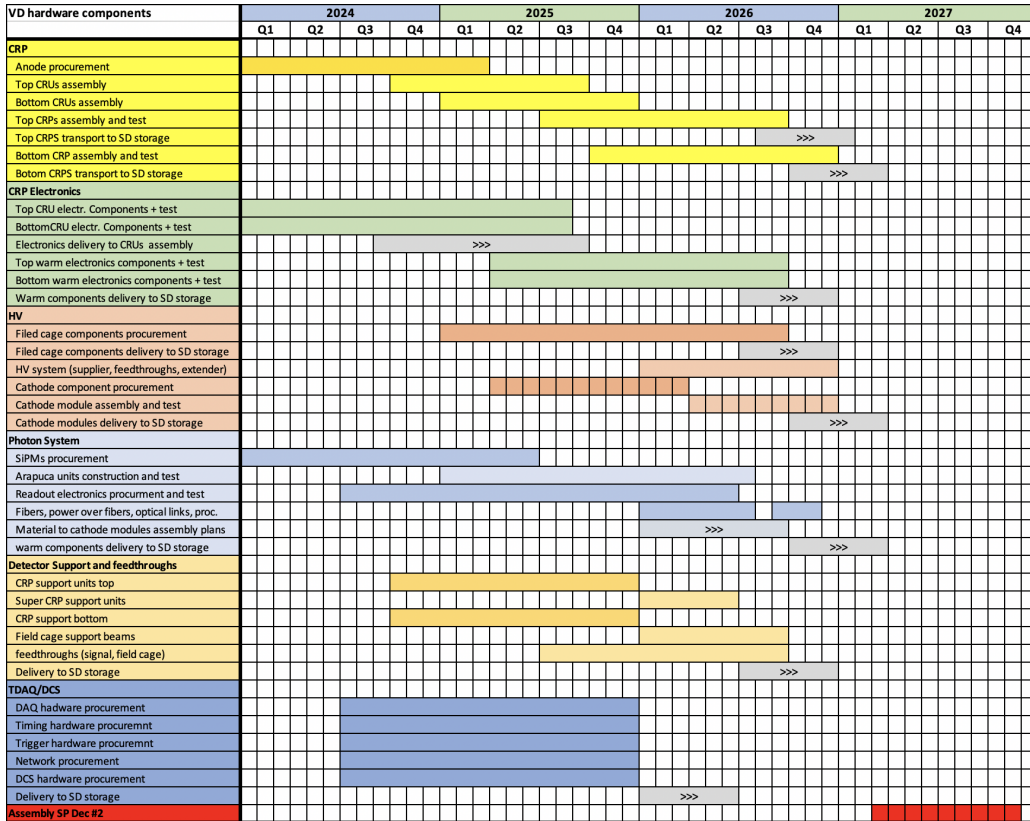 VD hardware components 2024 2025 2026 2027
Q1 Q2 Q3 Q4 Q1 Q2 Q3 Q4 Q1 Q2 Q3 Q4 Q1 Q2 Q3 Q4
CRP
Anode procurement
Top CRUs assembly
Bottom CRUs assembly
Top CRPs assembly and test
Top CRPS transport to SD storage >>>
Bottom CRP assembly and test
Botom CRPS transport to SD storage >>>
CRP Electronics
Top CRU electr. Components + test
BottomCRU electr. Components + test
Electronics delivery to CRUs assembly >>>
Top warm electronics components + test
Bottom warm electronics components + test
Warm components delivery to SD storage >>>
HV
Filed cage components procurement
Filed cage components delivery to SD storage >>>
HV system (supplier, feedthroughs, extender)
Cathode component procurement
Cathode module assembly and test
Cathode modules delivery to SD storage >>>
Photon System
SiPMs procurement
Arapuca units construction and test
Readout electronics procurment and test
Fibers, power over fibers, optical links, proc.
Material to cathode modules assembly plans >>>
warm components delivery to SD storage >>>
Detector Support and feedthroughs
CRP support units top
Super CRP support units
CRP support bottom
Field cage support beams
feedthroughs (signal, field cage)
Delivery to SD storage >>>
TDAQ/DCS
DAQ hadware procurement
Timing hardware procuremnt
Trigger hardware procuremnt
Network procurement
DCS hardware procurement
Delivery to SD storage >>>
Assembly SP Dec #2